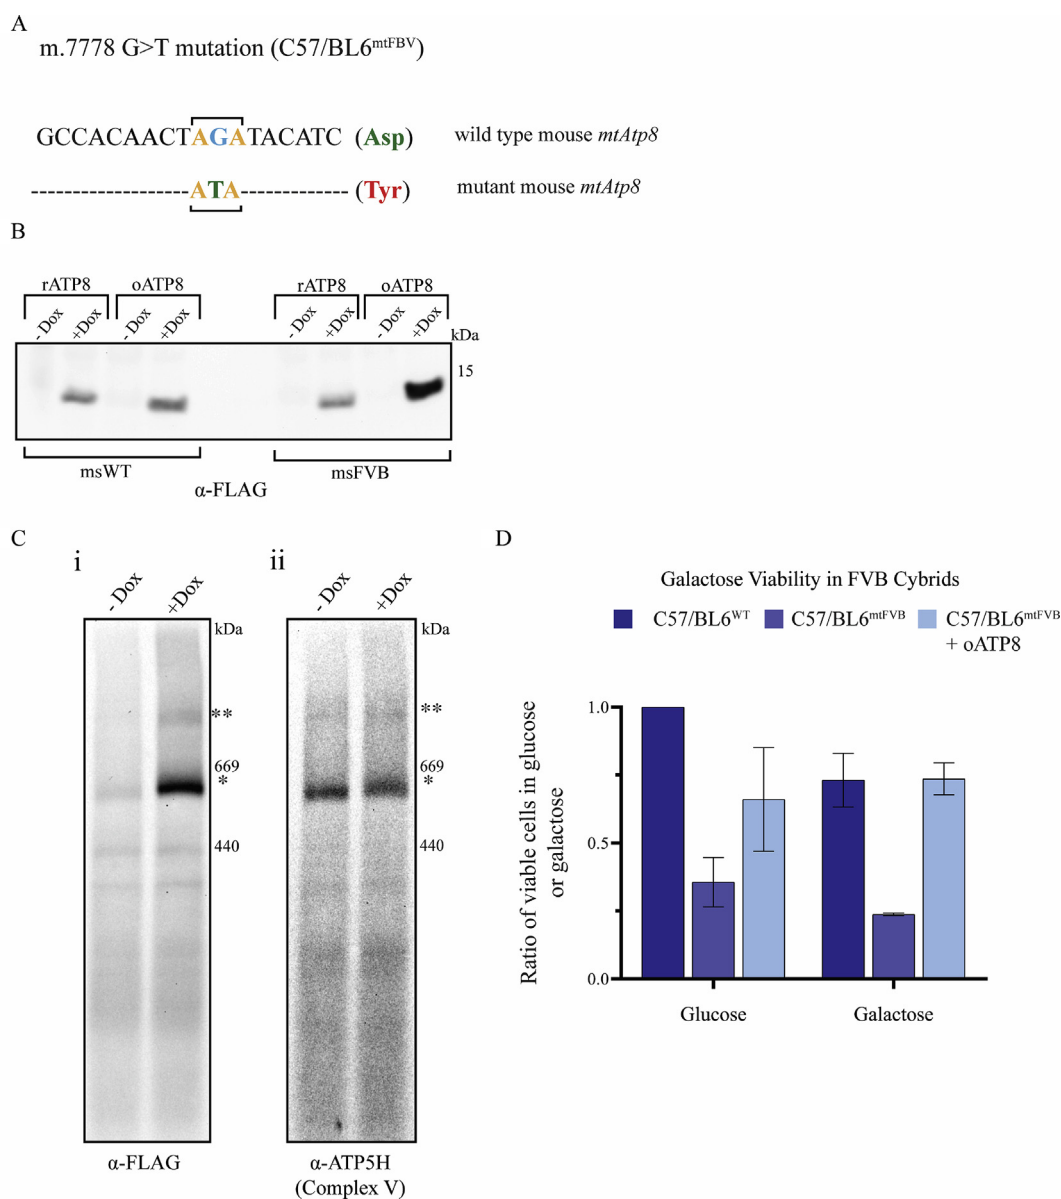 A
m.7778 G>T mutation (C57/BL6mtFBV)
GCCACAACTAGATACATC (Asp) wild type mouse mtAtp8
------------------ATA------------ (Tyr) mutant mouse mtAtp8
B
rATP8 oATP8 rATP8 oATP8
- Dox +Dox - Dox +Dox - Dox +Dox - Dox +Dox
kDa
15
msWT msFVB
α-FLAG
C
i
- Dox +Dox
kDa
**
669
*
440
α-FLAG
ii
- Dox +Dox
kDa
**
669
*
440
α-ATP5H
(Complex V)
D
Galactose Viability in FVB Cybrids
C57/BL6WT C57/BL6mtFVB C57/BL6mtFVB
+ oATP8
Ratio of viable cells in glucose
or galactose
1.0
0.5
0.0
Glucose Galactose